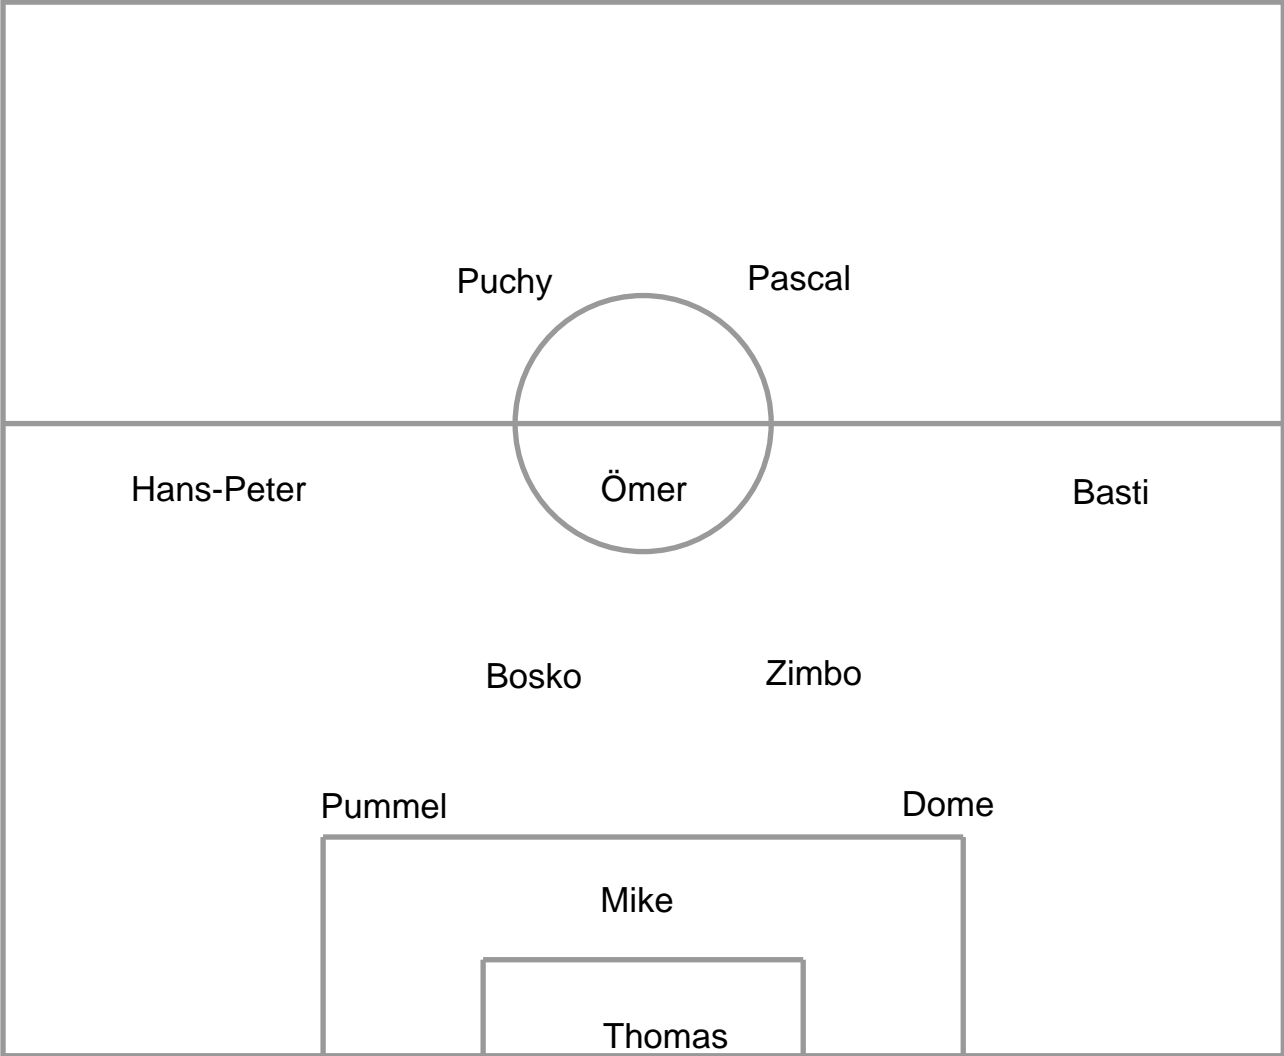 Puchy
Pascal
Hans-Peter
Ömer
Basti
Bosko
Zimbo
Pummel
Dome
Mike
Thomas